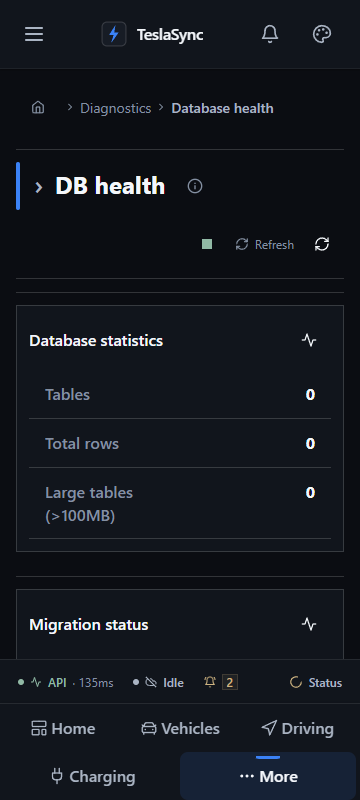 TeslaSync
Diagnostics
Database health
DB health
Refresh
Database statistics
Tables
0
Total rows
0
Large tables
(>100MB)
0
Migration status
API · 135ms
Idle
2
Status
Home
Vehicles
Driving
Charging
More